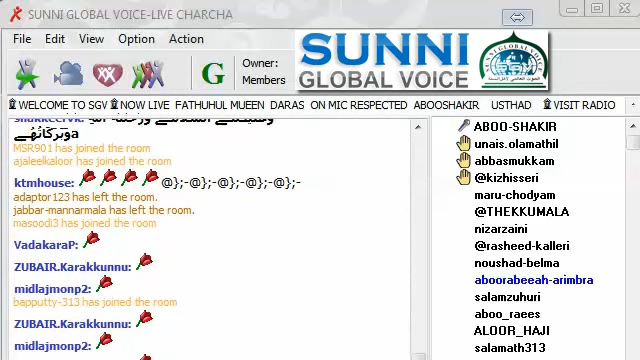 SUNNI GLOBAL VOICE-LIVE CHARCHA
File Edit View Option Action
G Owner:
Members
SUNNI
GLOBAL VOICE
WELCOME TO SGV NOW LIVE FATHUHUL MUEEN DARAS ON MIC RESPECTED ABOOSHAKIR USTHAD VISIT RADIO
MSR901 has joined the room
ajaleelkaloor has joined the room
ktmhouse: @};-@};-@};-@};-@};-
adaptor123 has left the room.
jabbar-mannarmala has left the room.
masoodi3 has joined the room
VadakaraP:
ZUBAIR.Karakkunnu:
midlajmonp2:
bapputty-313 has joined the room
ZUBAIR.Karakkunnu:
midlajmonp2:
ABOO-SHAKIR
unais.olamathil
abbasmukkam
@kizhisseri
maru-chodyam
@THEKKUMALA
nizarzaini
@rasheed-kalleri
noushad-belma
aboorabeeah-arimbra
salamzuhuri
aboo_raees
ALOOR_HAJI
salamath313